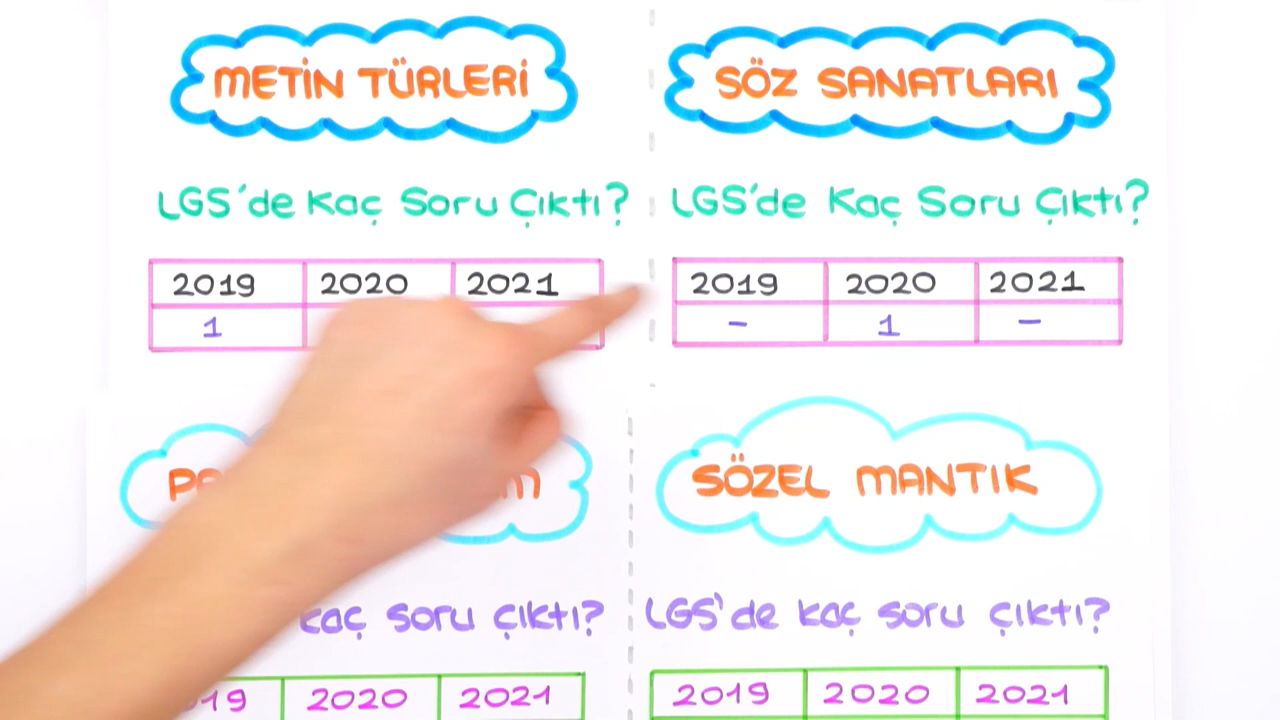 METİN TÜRLERİ
LGS'de Kaç Soru Çıktı?
2019 2020 2021
1
SÖZ SANATLARI
LGS'de Kaç Soru Çıktı?
2019 2020 2021
- 1 -
kaç soru çıktı?
2020 2021
SÖZEL MANTIK
LGS'de kaç soru çıktı?
2019 2020 2021